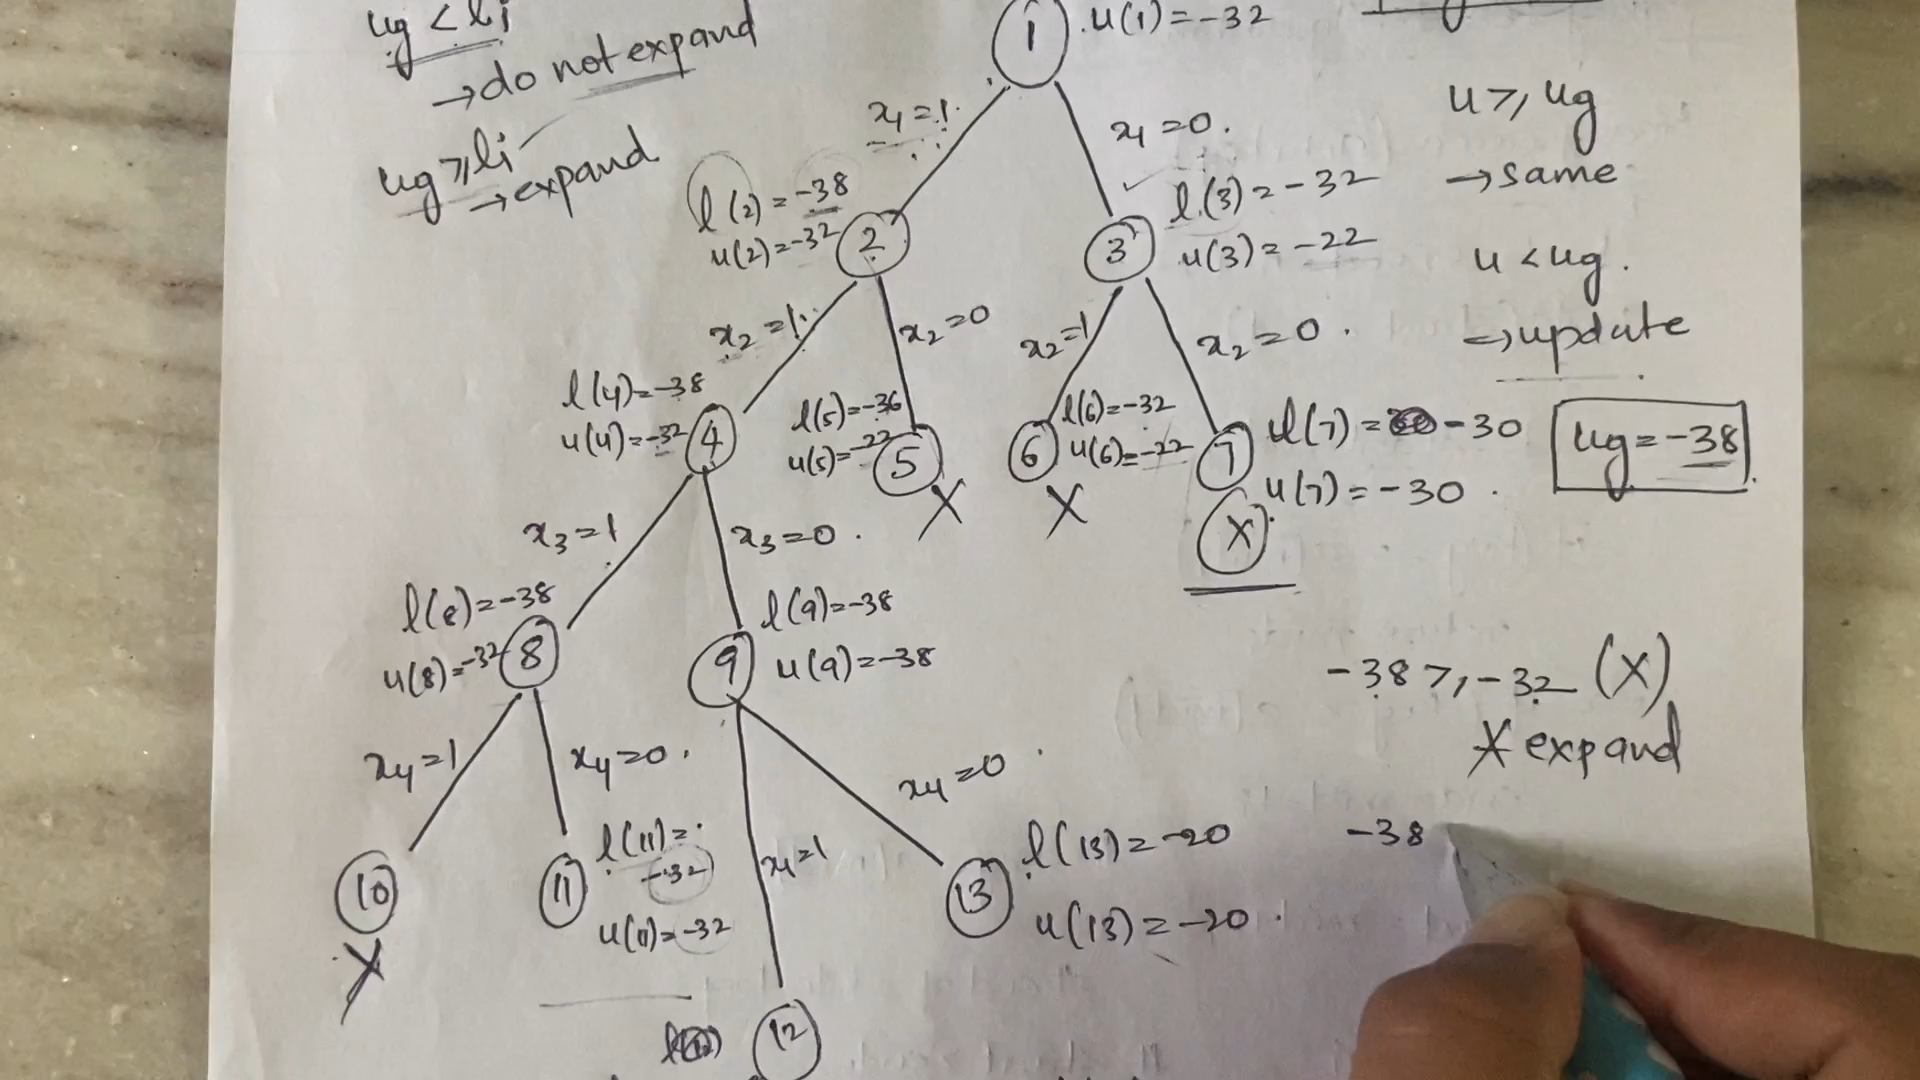 ug < li
→ do not expand
ug ≥ li
→ expand
1
u(1) = -32
x1 = 1
x1 = 0
u ≥ ug
→ same
u < ug
→ update
ug = -38
l(2) = -38
u(2) = -32
2
3
l(3) = -32
u(3) = -22
x2 = 1
x2 = 0
x2 = 1
x2 = 0
l(4) = -38
u(4) = -32
4
l(5) = -36
u(5) = -22
5
X
6
l(6) = -32
u(6) = -22
X
7
l(7) = -30
u(7) = -30
X
x3 = 1
x3 = 0
l(8) = -38
u(8) = -32
8
9
l(9) = -38
u(9) = -38
-38 ≥ -32 (X)
X expand
x4 = 1
x4 = 0
x4 = 1
x4 = 0
10
X
11
l(11) =
-32
u(11) = -32
12
13
l(13) = -20
u(13) = -20
-38